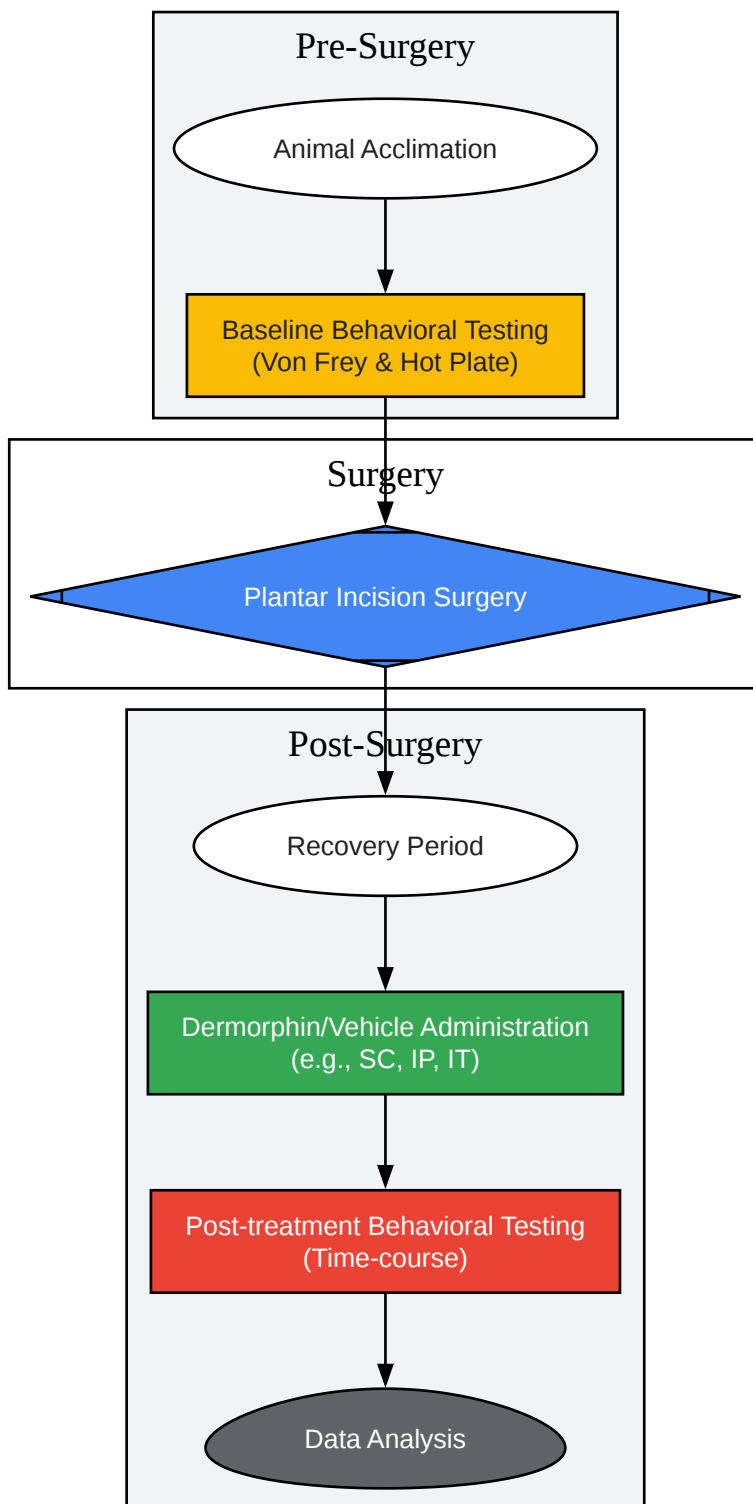 Pre-Surgery
Animal Acclimation
Baseline Behavioral Testing
(Von Frey & Hot Plate)
Surgery
Plantar Incision Surgery
Post-Surgery
Recovery Period
Dermorphin/Vehicle Administration
(e.g., SC, IP, IT)
Post-treatment Behavioral Testing
(Time-course)
Data Analysis